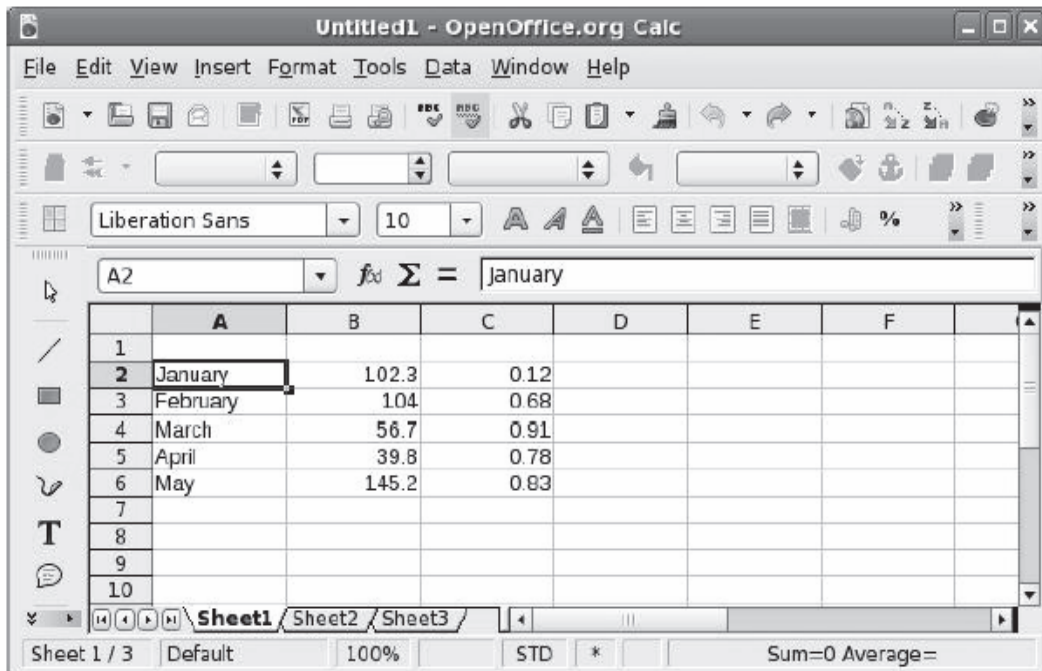 Untitled1 - OpenOffice.org Calc
File Edit View Insert Format Tools Data Window Help
Liberation Sans 10 %
A2 = January
A B C D E F
1
2 January 102.3 0.12
3 February 104 0.68
4 March 56.7 0.91
5 April 39.8 0.78
6 May 145.2 0.83
7
8
9
10
Sheet1 Sheet2 Sheet3
Sheet 1 / 3 Default 100% STD * Sum=0 Average=